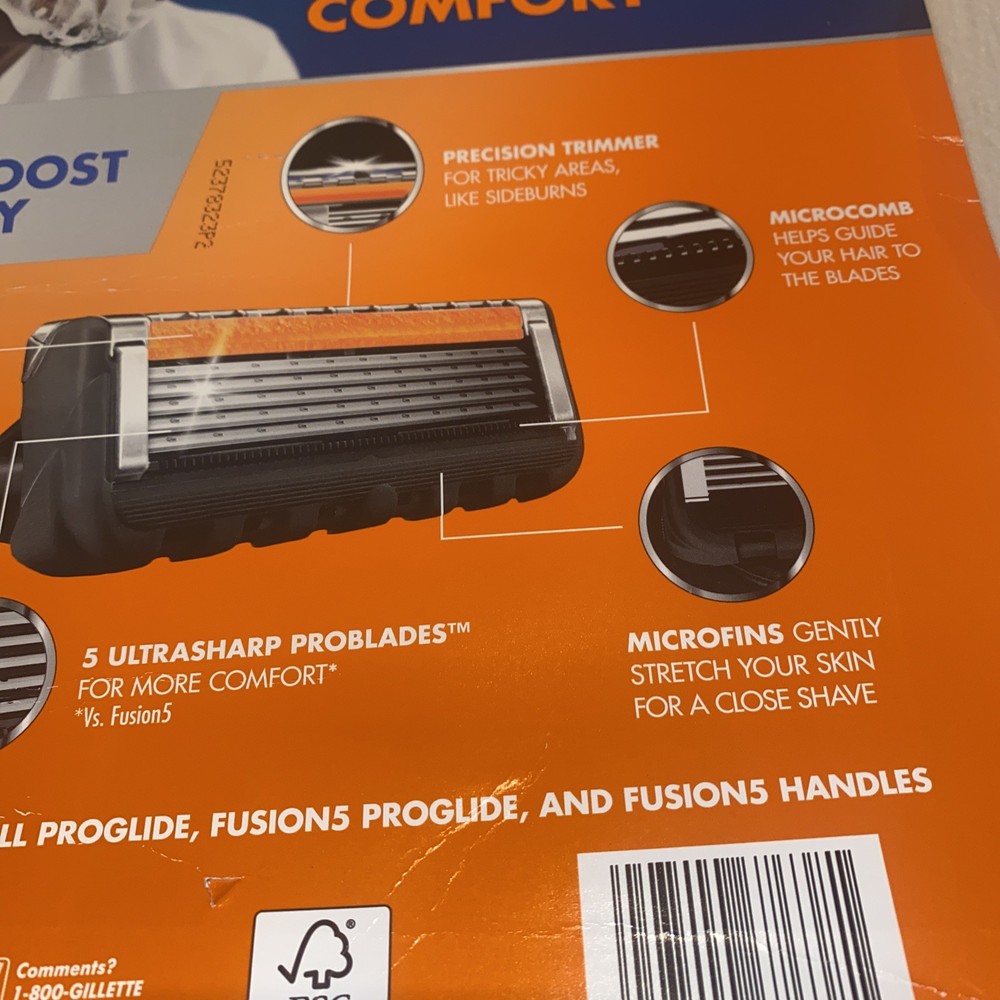 COMFORT
OOST
Y
52378323P2
PRECISION TRIMMER
FOR TRICKY AREAS,
LIKE SIDEBURNS
MICROCOMB
HELPS GUIDE
YOUR HAIR TO
THE BLADES
5 ULTRASHARP PROBLADES™
FOR MORE COMFORT*
*Vs. Fusion5
MICROFINS GENTLY
STRETCH YOUR SKIN
FOR A CLOSE SHAVE
LL PROGLIDE, FUSION5 PROGLIDE, AND FUSION5 HANDLES
®
FSC
Comments?
1-800-GILLETTE